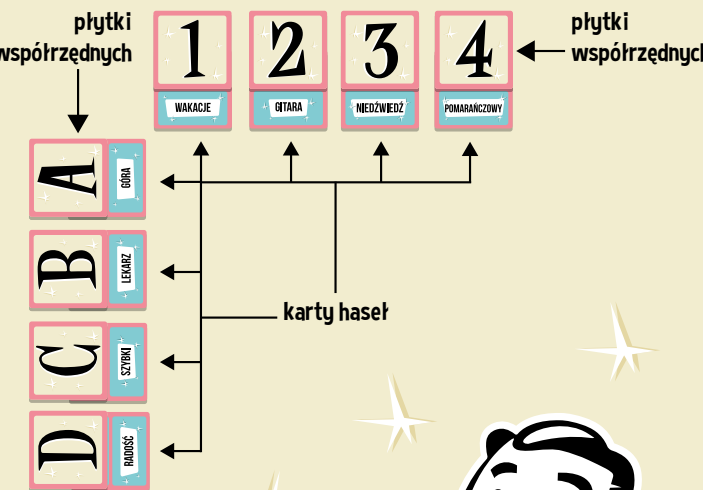 płytki
współrzędnych
1
2
3
4
płytki
współrzędnych
WAKACJE
GITARA
NIEDŹWIEDŹ
POMARAŃCZOWY
A
GÓRA
B
LEKARZ
karty haseł
C
SZYBKI
D
RADOŚĆ